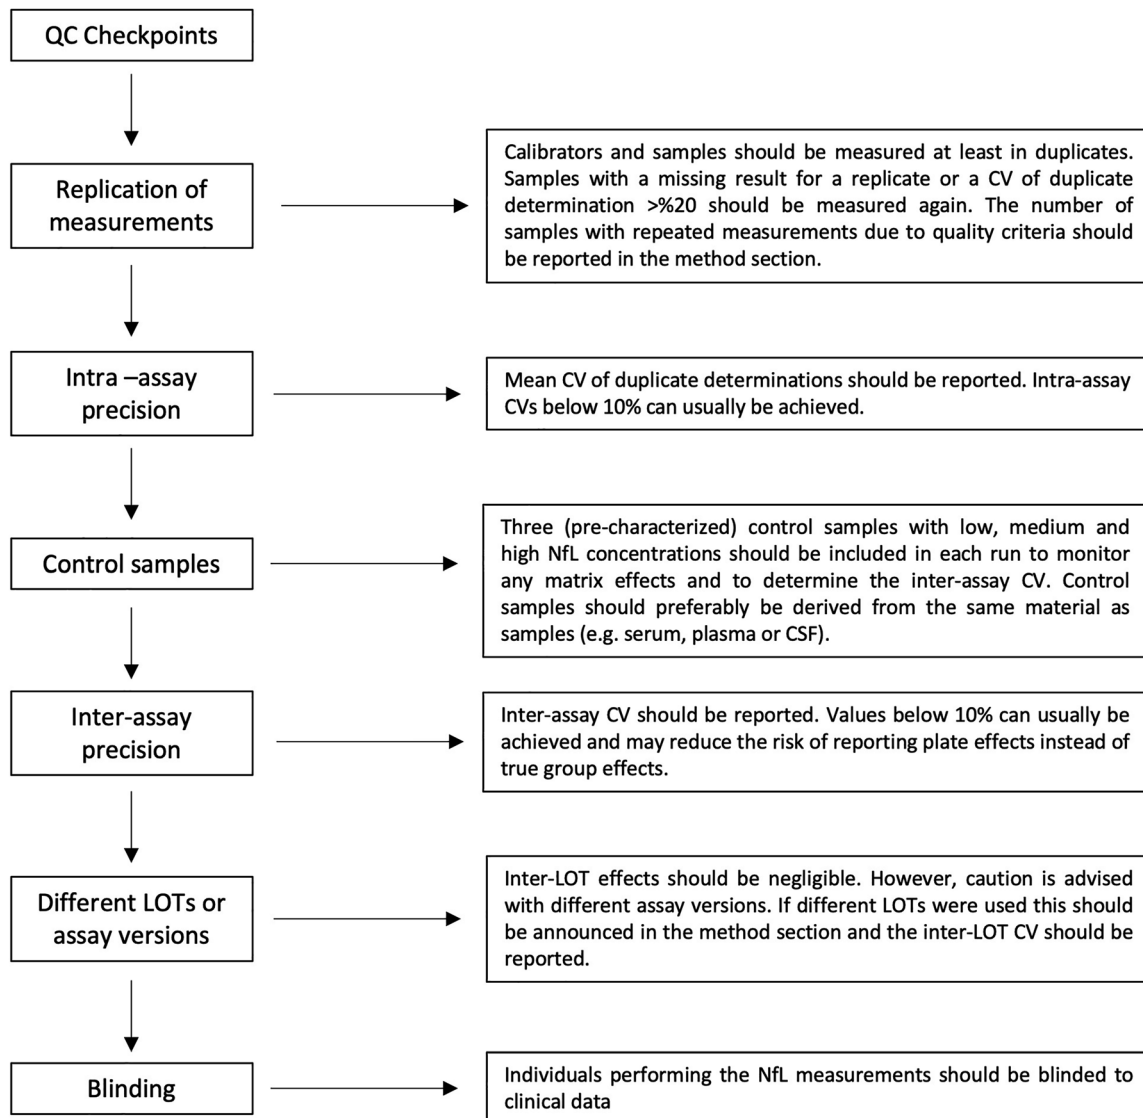 QC Checkpoints
Replication of
measurements
Calibrators and samples should be measured at least in duplicates.
Samples with a missing result for a replicate or a CV of duplicate
determination >%20 should be measured again. The number of
samples with repeated measurements due to quality criteria should
be reported in the method section.
Intra –assay
precision
Mean CV of duplicate determinations should be reported. Intra-assay
CVs below 10% can usually be achieved.
Control samples
Three (pre-characterized) control samples with low, medium and
high NfL concentrations should be included in each run to monitor
any matrix effects and to determine the inter-assay CV. Control
samples should preferably be derived from the same material as
samples (e.g. serum, plasma or CSF).
Inter-assay
precision
Inter-assay CV should be reported. Values below 10% can usually be
achieved and may reduce the risk of reporting plate effects instead of
true group effects.
Different LOTs or
assay versions
Inter-LOT effects should be negligible. However, caution is advised
with different assay versions. If different LOTs were used this should
be announced in the method section and the inter-LOT CV should be
reported.
Blinding
Individuals performing the NfL measurements should be blinded to
clinical data